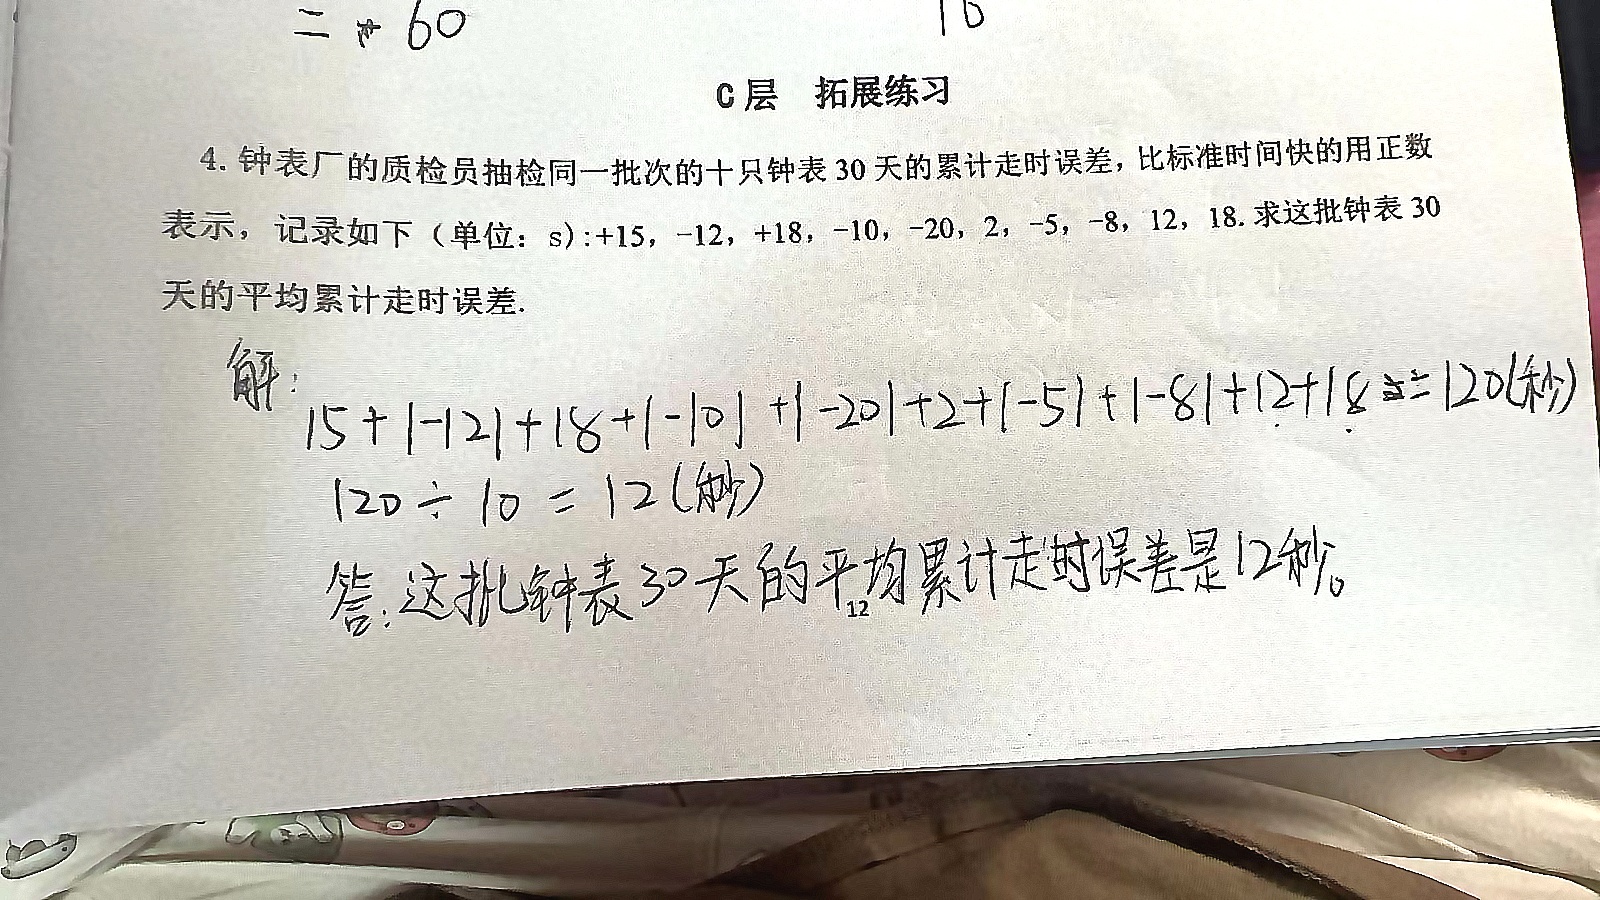 = 60
10
C层 拓展练习
4. 钟表厂的质检员抽检同一批次的十只钟表 30 天的累计走时误差，比标准时间快的用正数
表示，记录如下（单位：s）:+15，-12，+18，-10，-20，2，-5，-8，12，18. 求这批钟表 30
天的平均累计走时误差.
解：
15+|-12|+18+|-10|+|-20|+2+|-5|+|-8|+12+18=120(秒)
120÷10=12(秒)
答：这批钟表30天的平均累计走时误差是12秒。
12